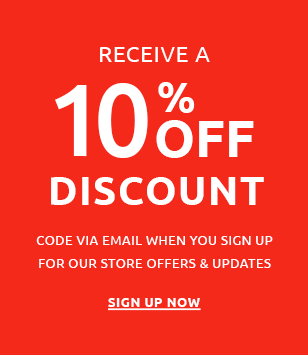 RECEIVE A
10% OFF
DISCOUNT
CODE VIA EMAIL WHEN YOU SIGN UP
FOR OUR STORE OFFERS & UPDATES
SIGN UP NOW